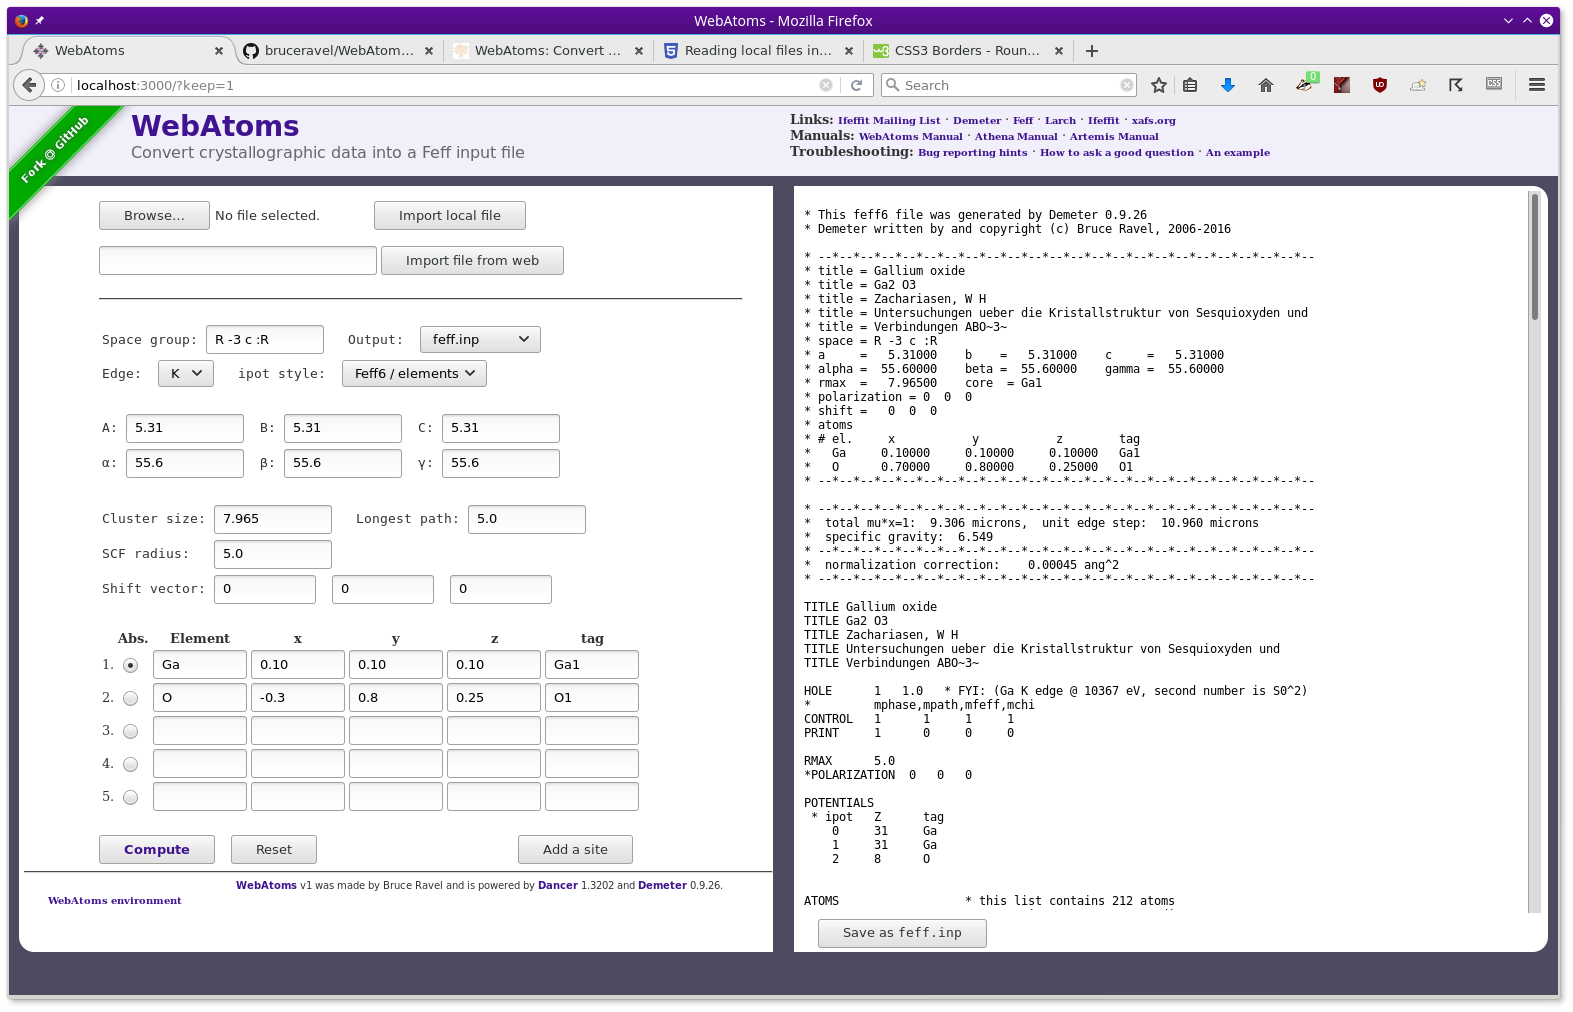 WebAtoms - Mozilla Firefox
WebAtoms
bruceravel/WebAtom...
WebAtoms: Convert ...
Reading local files in...
CSS3 Borders - Roun...
localhost:3000/?keep=1
Search
0
CSS
Fork @ GitHub
WebAtoms
Convert crystallographic data into a Feff input file
Links: Ifeffit Mailing List · Demeter · Feff · Larch · Ifeffit · xafs.org
Manuals: WebAtoms Manual · Athena Manual · Artemis Manual
Troubleshooting: Bug reporting hints · How to ask a good question · An example
Browse... No file selected. Import local file
Import file from web
Space group: R -3 c :R Output: feff.inp
Edge: K ipot style: Feff6 / elements
A: 5.31 B: 5.31 C: 5.31
α: 55.6 β: 55.6 γ: 55.6
Cluster size: 7.965 Longest path: 5.0
SCF radius: 5.0
Shift vector: 0 0 0
Abs. Element x y z tag
1. Ga 0.10 0.10 0.10 Ga1
2. O -0.3 0.8 0.25 O1
3.
4.
5.
Compute Reset Add a site
WebAtoms v1 was made by Bruce Ravel and is powered by Dancer 1.3202 and Demeter 0.9.26.
WebAtoms environment
* This feff6 file was generated by Demeter 0.9.26
* Demeter written by and copyright (c) Bruce Ravel, 2006-2016
* --*--*--*--*--*--*--*--*--*--*--*--*--*--*--*--*--*--*--*--*--*--*--*--
* title = Gallium oxide
* title = Ga2 O3
* title = Zachariasen, W H
* title = Untersuchungen ueber die Kristallstruktur von Sesquioxyden und
* title = Verbindungen ABO~3~
* space = R -3 c :R
* a     =   5.31000    b    =   5.31000    c     =   5.31000
* alpha =  55.60000    beta =  55.60000    gamma =  55.60000
* rmax  =   7.96500    core  = Ga1
* polarization = 0  0  0
* shift =   0  0  0
* atoms
* # el.     x           y           z        tag
*   Ga     0.10000     0.10000     0.10000   Ga1
*   O      0.70000     0.80000     0.25000   O1
* --*--*--*--*--*--*--*--*--*--*--*--*--*--*--*--*--*--*--*--*--*--*--*--
* --*--*--*--*--*--*--*--*--*--*--*--*--*--*--*--*--*--*--*--*--*--*--*--
*  total mu*x=1:  9.306 microns,  unit edge step:  10.960 microns
*  specific gravity:  6.549
* --*--*--*--*--*--*--*--*--*--*--*--*--*--*--*--*--*--*--*--*--*--*--*--
*  normalization correction:    0.00045 ang^2
* --*--*--*--*--*--*--*--*--*--*--*--*--*--*--*--*--*--*--*--*--*--*--*--
TITLE Gallium oxide
TITLE Ga2 O3
TITLE Zachariasen, W H
TITLE Untersuchungen ueber die Kristallstruktur von Sesquioxyden und
TITLE Verbindungen ABO~3~
HOLE      1   1.0   * FYI: (Ga K edge @ 10367 eV, second number is S0^2)
*         mphase,mpath,mfeff,mchi
CONTROL   1      1     1     1
PRINT     1      0     0     0
RMAX      5.0
*POLARIZATION  0   0   0
POTENTIALS
* ipot   Z      tag
0     31     Ga
1     31     Ga
2     8      O
ATOMS                  * this list contains 212 atoms
Save as feff.inp